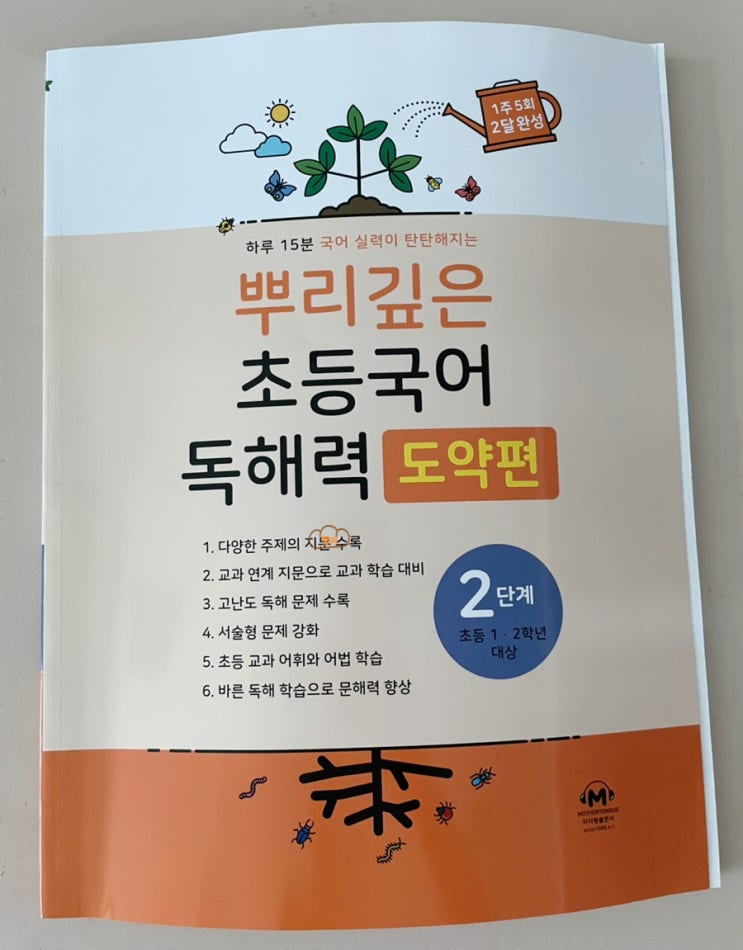 1주 5회
2달 완성
하루 15분 국어 실력이 탄탄해지는
뿌리깊은
초등국어
독해력 도약편
1. 다양한 주제의 지문 수록
2. 교과 연계 지문으로 교과 학습 대비
3. 고난도 독해 문제 수록
4. 서술형 문제 강화
5. 초등 교과 어휘와 어법 학습
6. 바른 독해 학습으로 문해력 향상
2단계
초등 1 · 2학년
대상
M
MOTHERTONGUE
마더텅출판사
since1999.4.1.